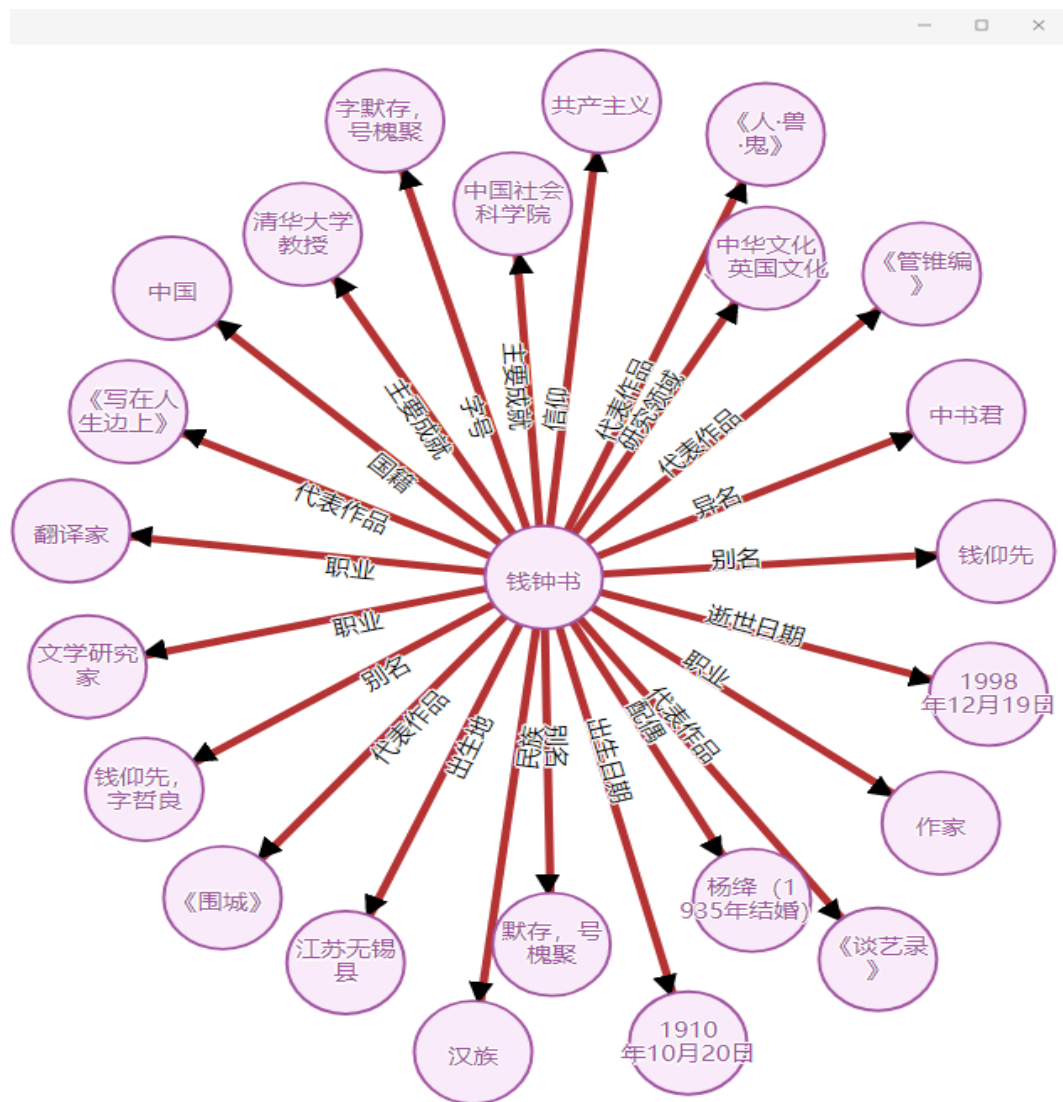 共产主义
字默存，
号槐聚
《人·兽
·鬼》
中国社会
科学院
清华大学
教授
中华文化
英国文化
《管锥编
》
中国
《写在人
生边上》
中书君
主要成就
字号
主要成就
信仰
代表作品
研究领域
代表作品
国籍
代表作品
异名
翻译家
职业
钱钟书
别名
钱仰先
文学研究
家
职业
逝世日期
1998
年12月19日
别名
代表作品
出生地
民族
别名
出生日期
配偶
代表作品
职业
钱仰先，
字哲良
作家
《围城》
江苏无锡
县
默存，号
槐聚
杨绛（1
935年结婚）
《谈艺录
》
汉族
1910
年10月20日